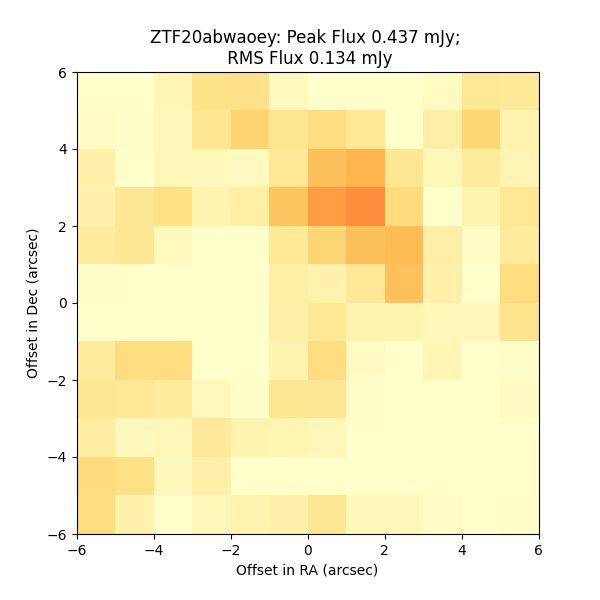 ZTF20abwaoey: Peak Flux 0.437 mJy;
RMS Flux 0.134 mJy
6
4
2
0
−2
−4
−6
Offset in Dec (arcsec)
−6 −4 −2 0 2 4 6
Offset in RA (arcsec)